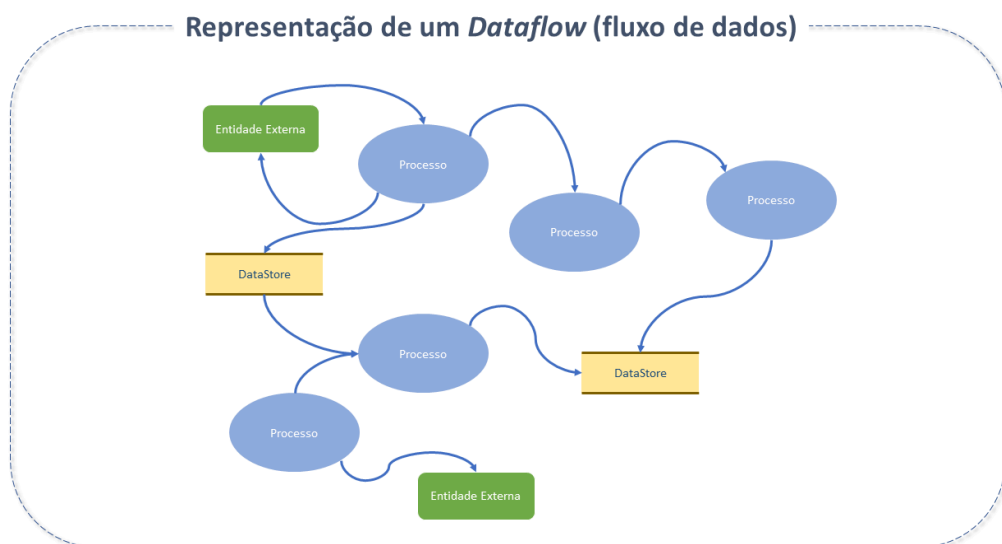 Representação de um Dataflow (fluxo de dados)
Entidade Externa
Processo
Processo
Processo
DataStore
Processo
DataStore
Processo
Entidade Externa